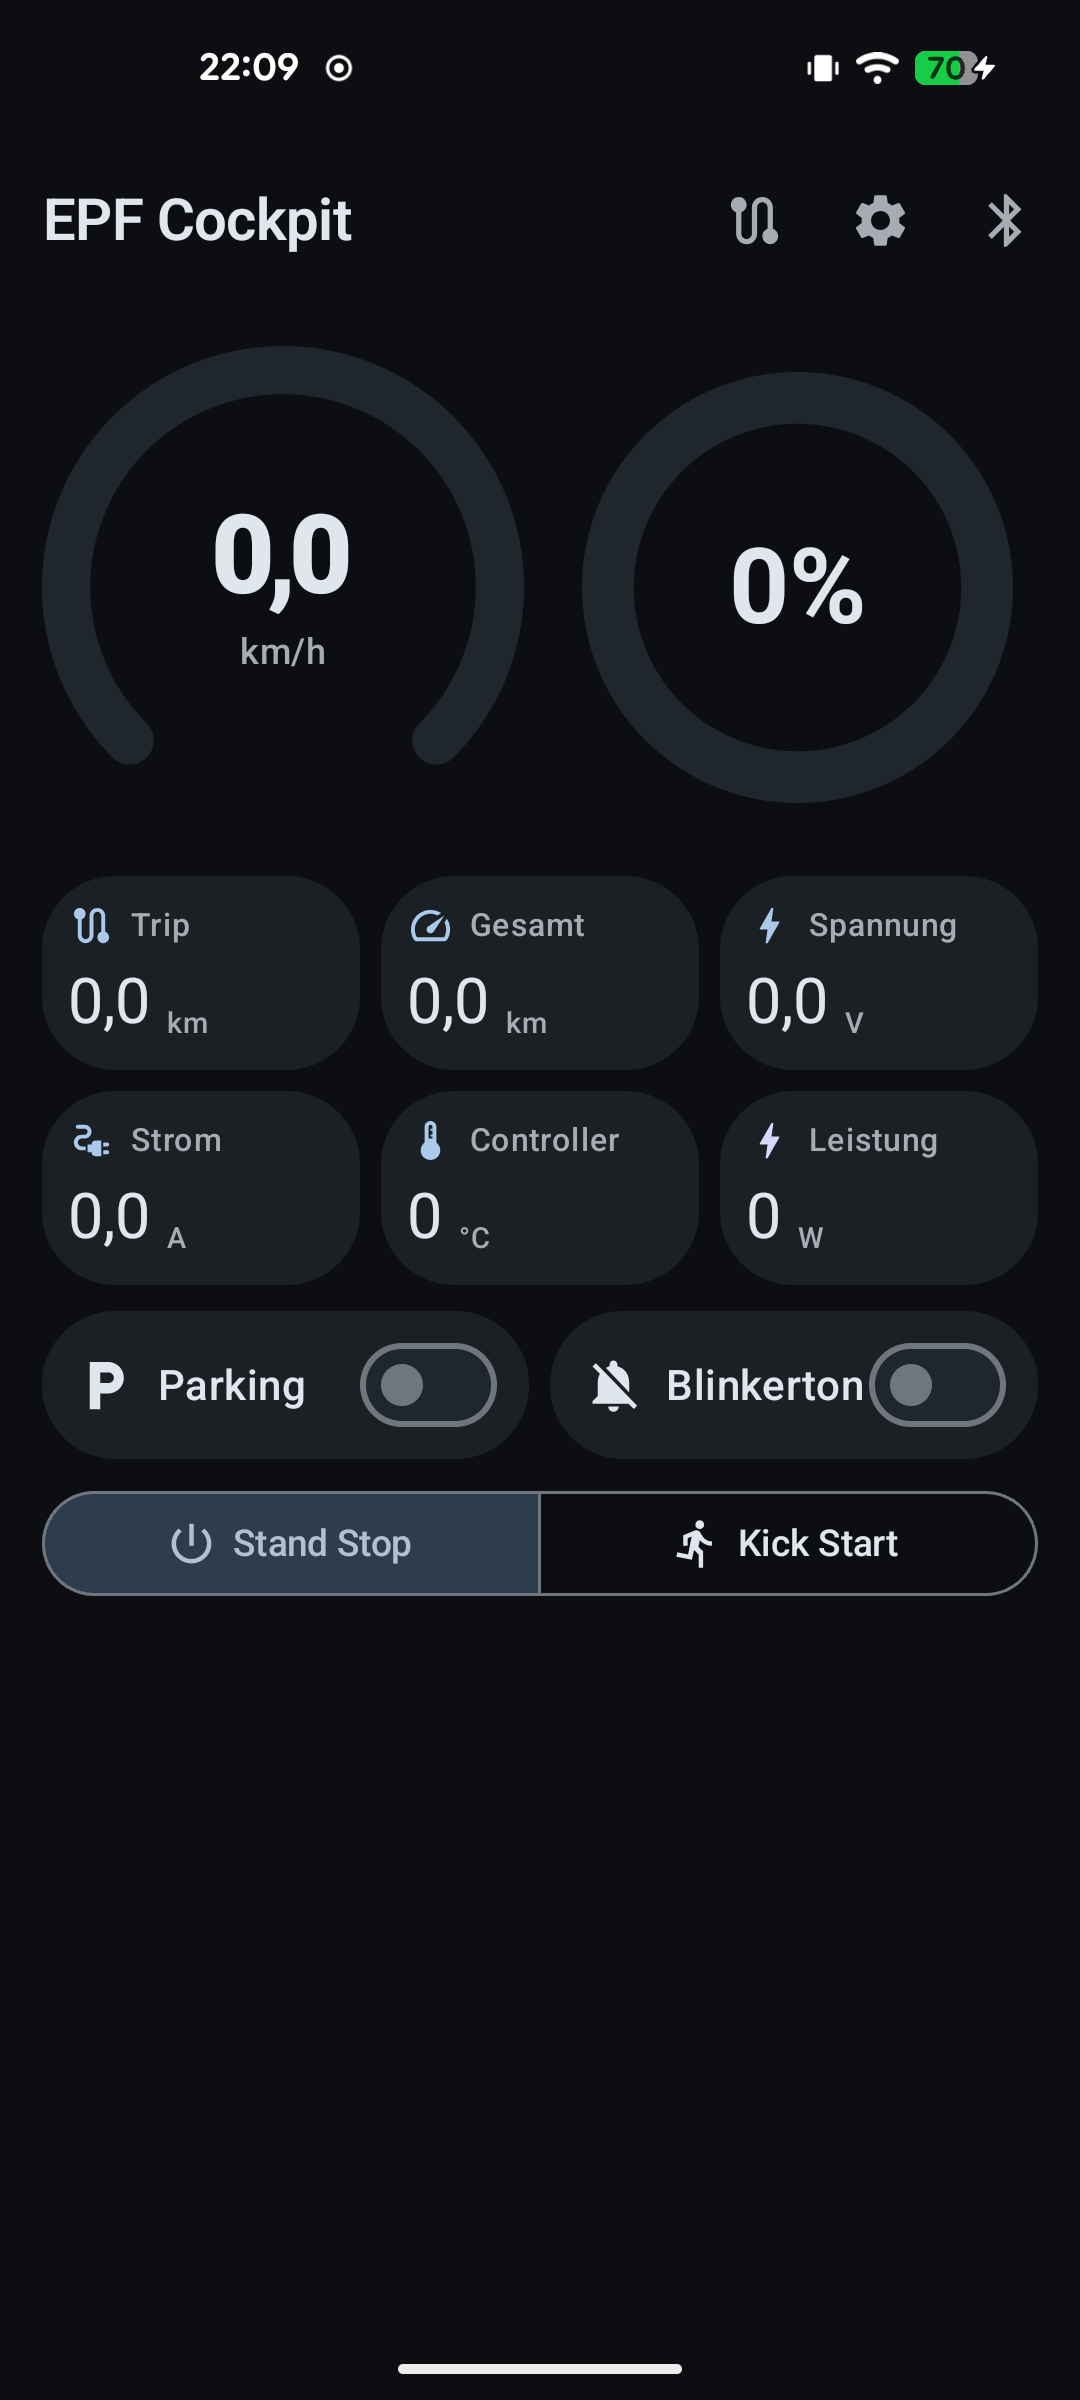 22:09
70
EPF Cockpit
0,0
km/h
0%
Trip
0,0 km
Gesamt
0,0 km
Spannung
0,0 V
Strom
0,0 A
Controller
0 °C
Leistung
0 W
P Parking
Blinkerton
Stand Stop
Kick Start